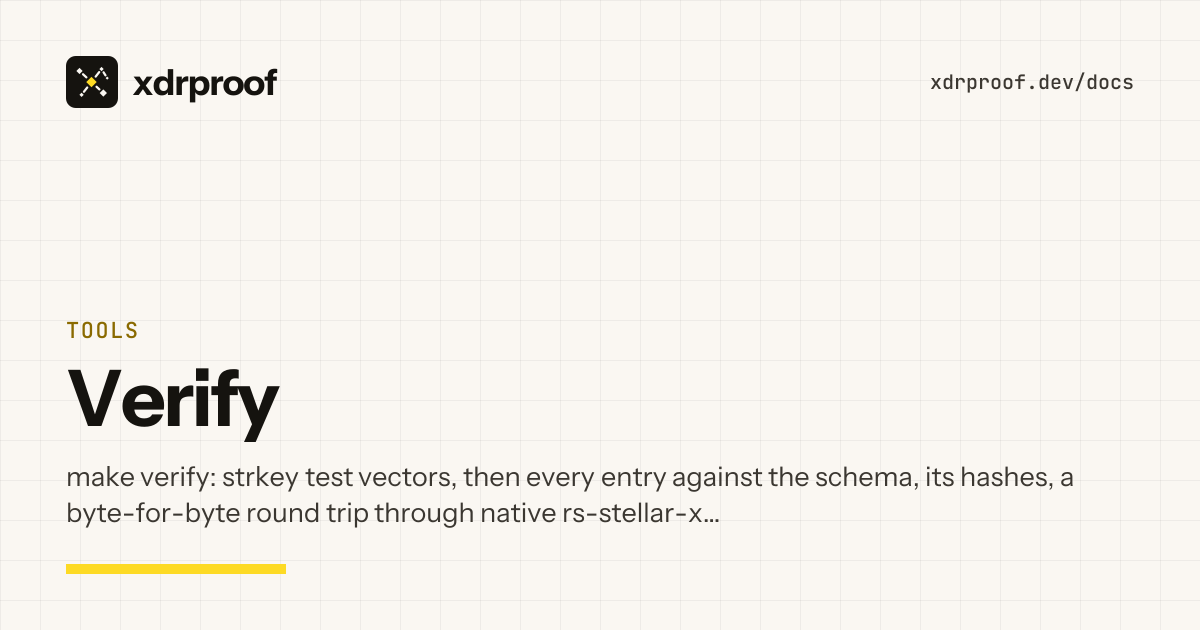 xdrproof
xdrproof.dev/docs
TOOLS
Verify
make verify: strkey test vectors, then every entry against the schema, its hashes, a
byte-for-byte round trip through native rs-stellar-x…